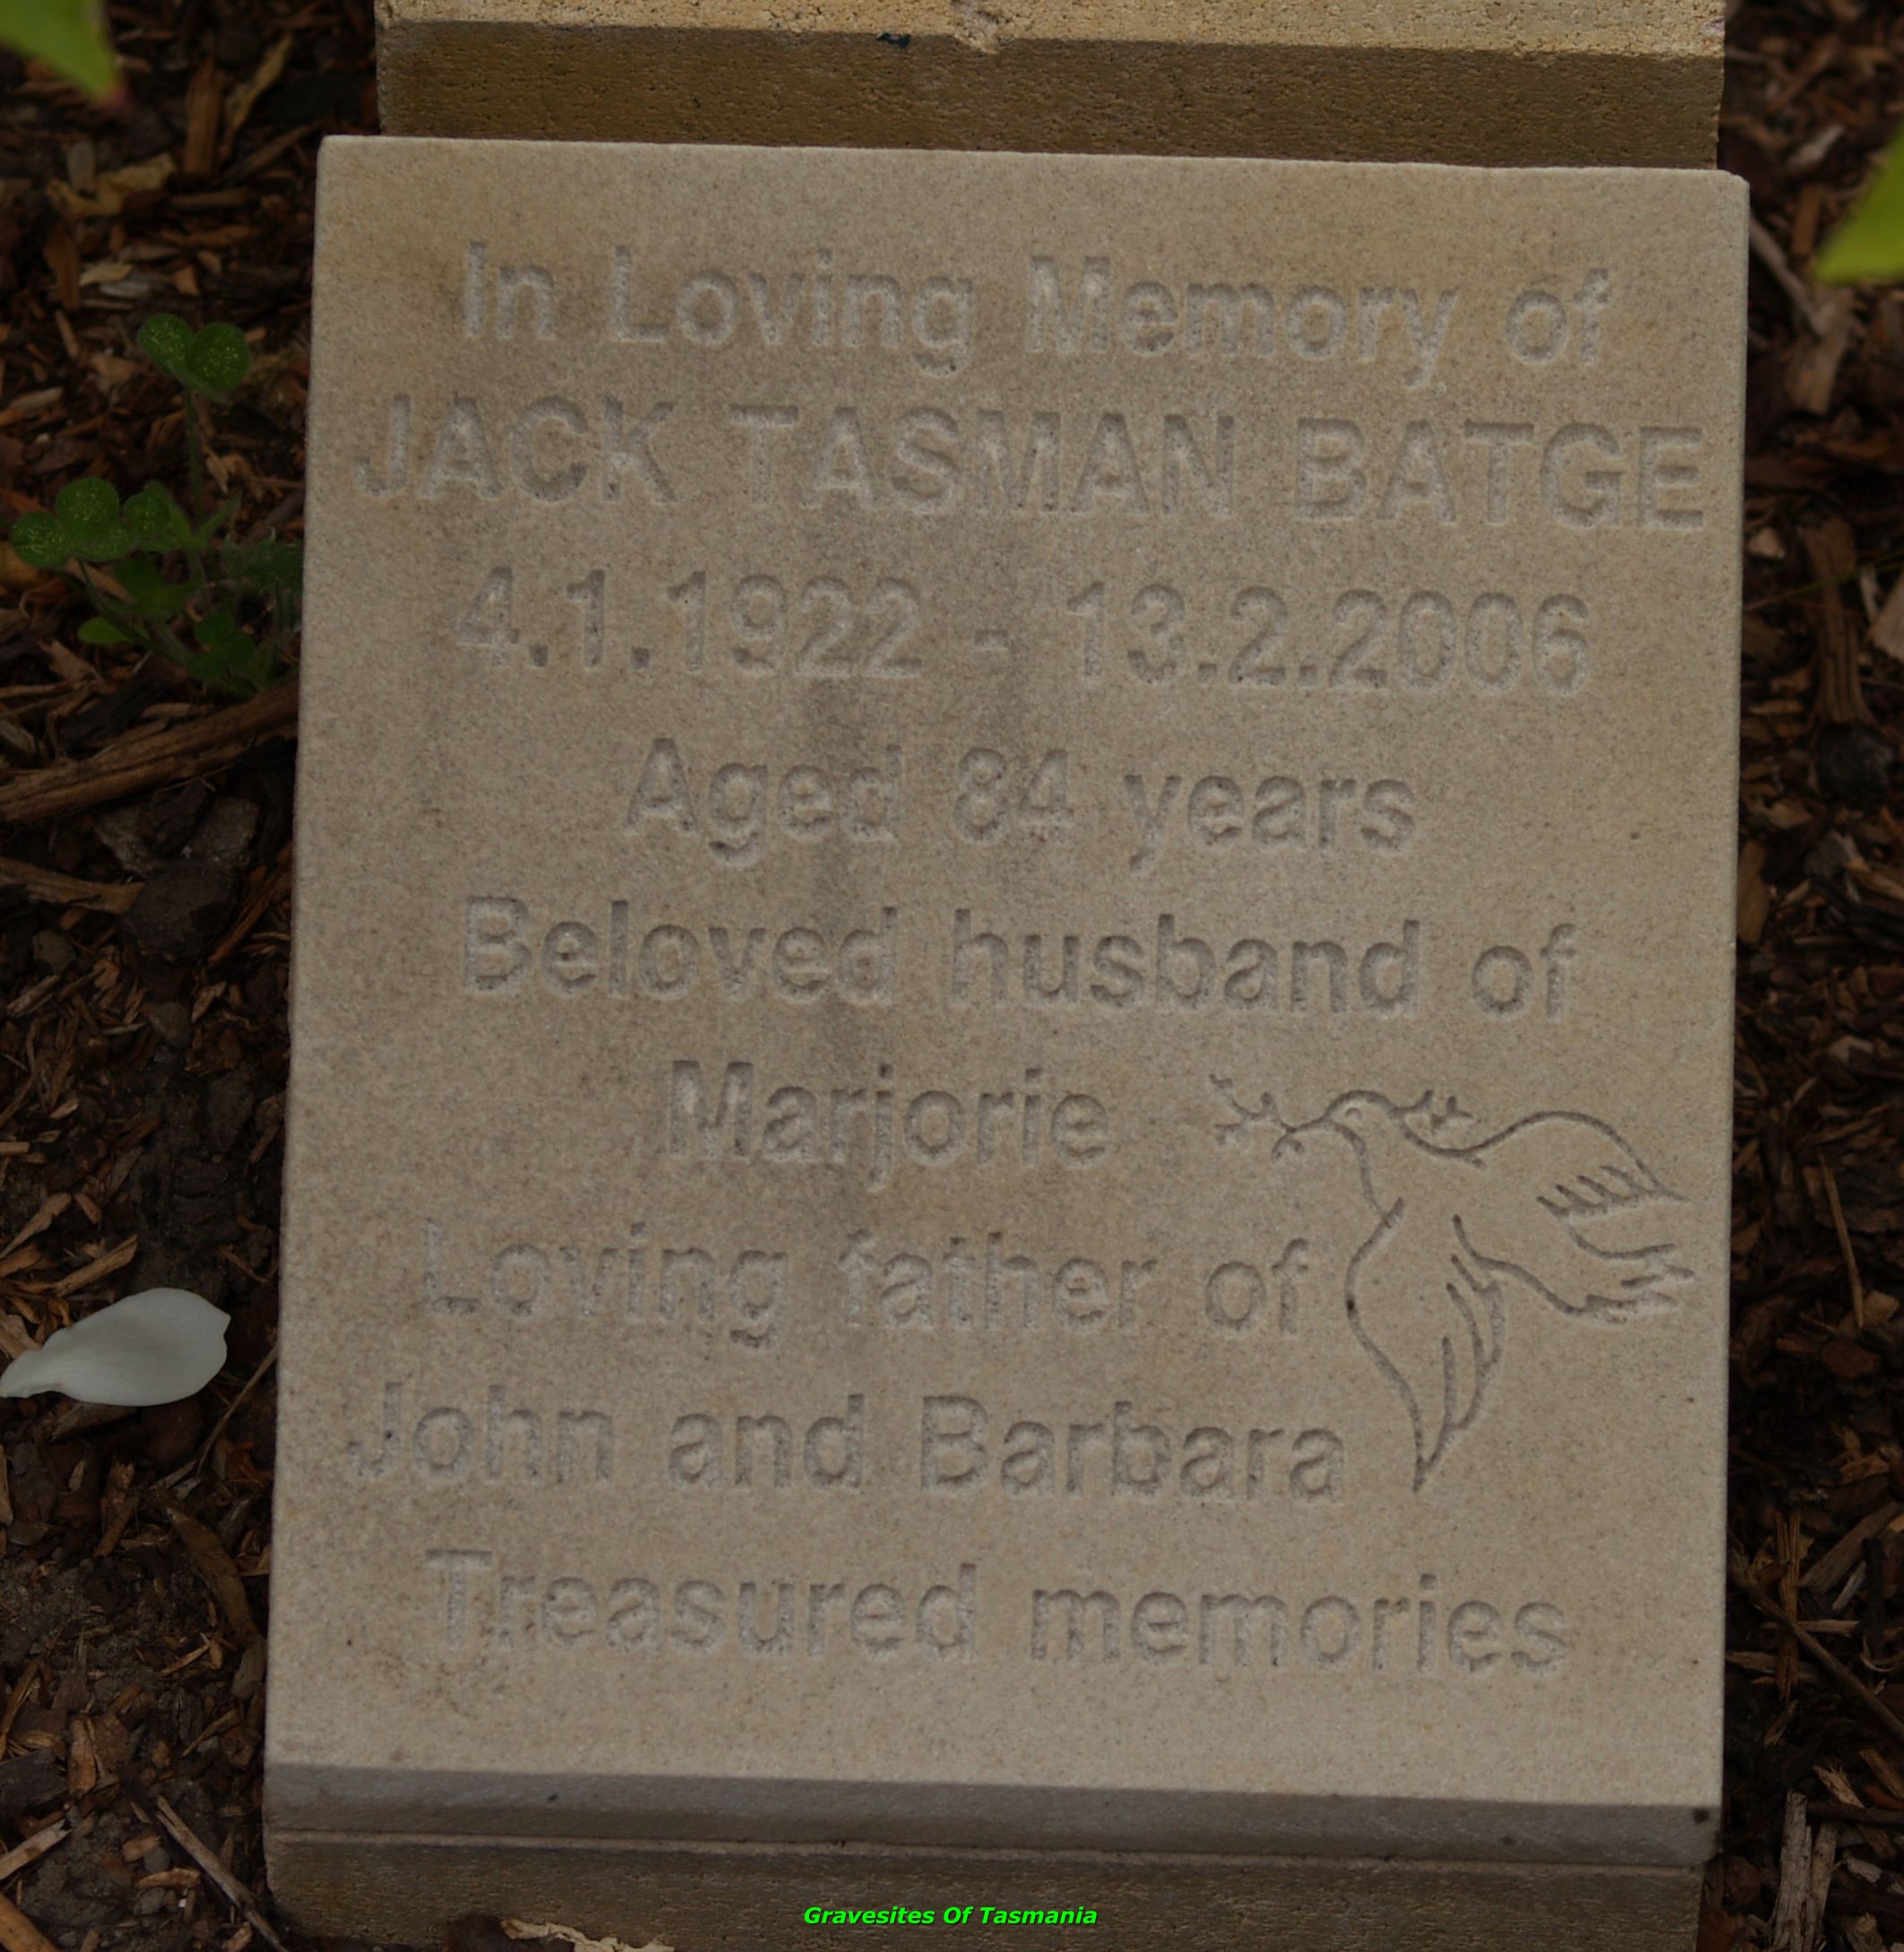 In Loving Memory of
JACK TASMAN BATGE
4.1.1922 - 13.2.2006
Aged 84 years
Beloved husband of
Marjorie
Loving father of
John and Barbara
Treasured memories
Gravesites Of Tasmania